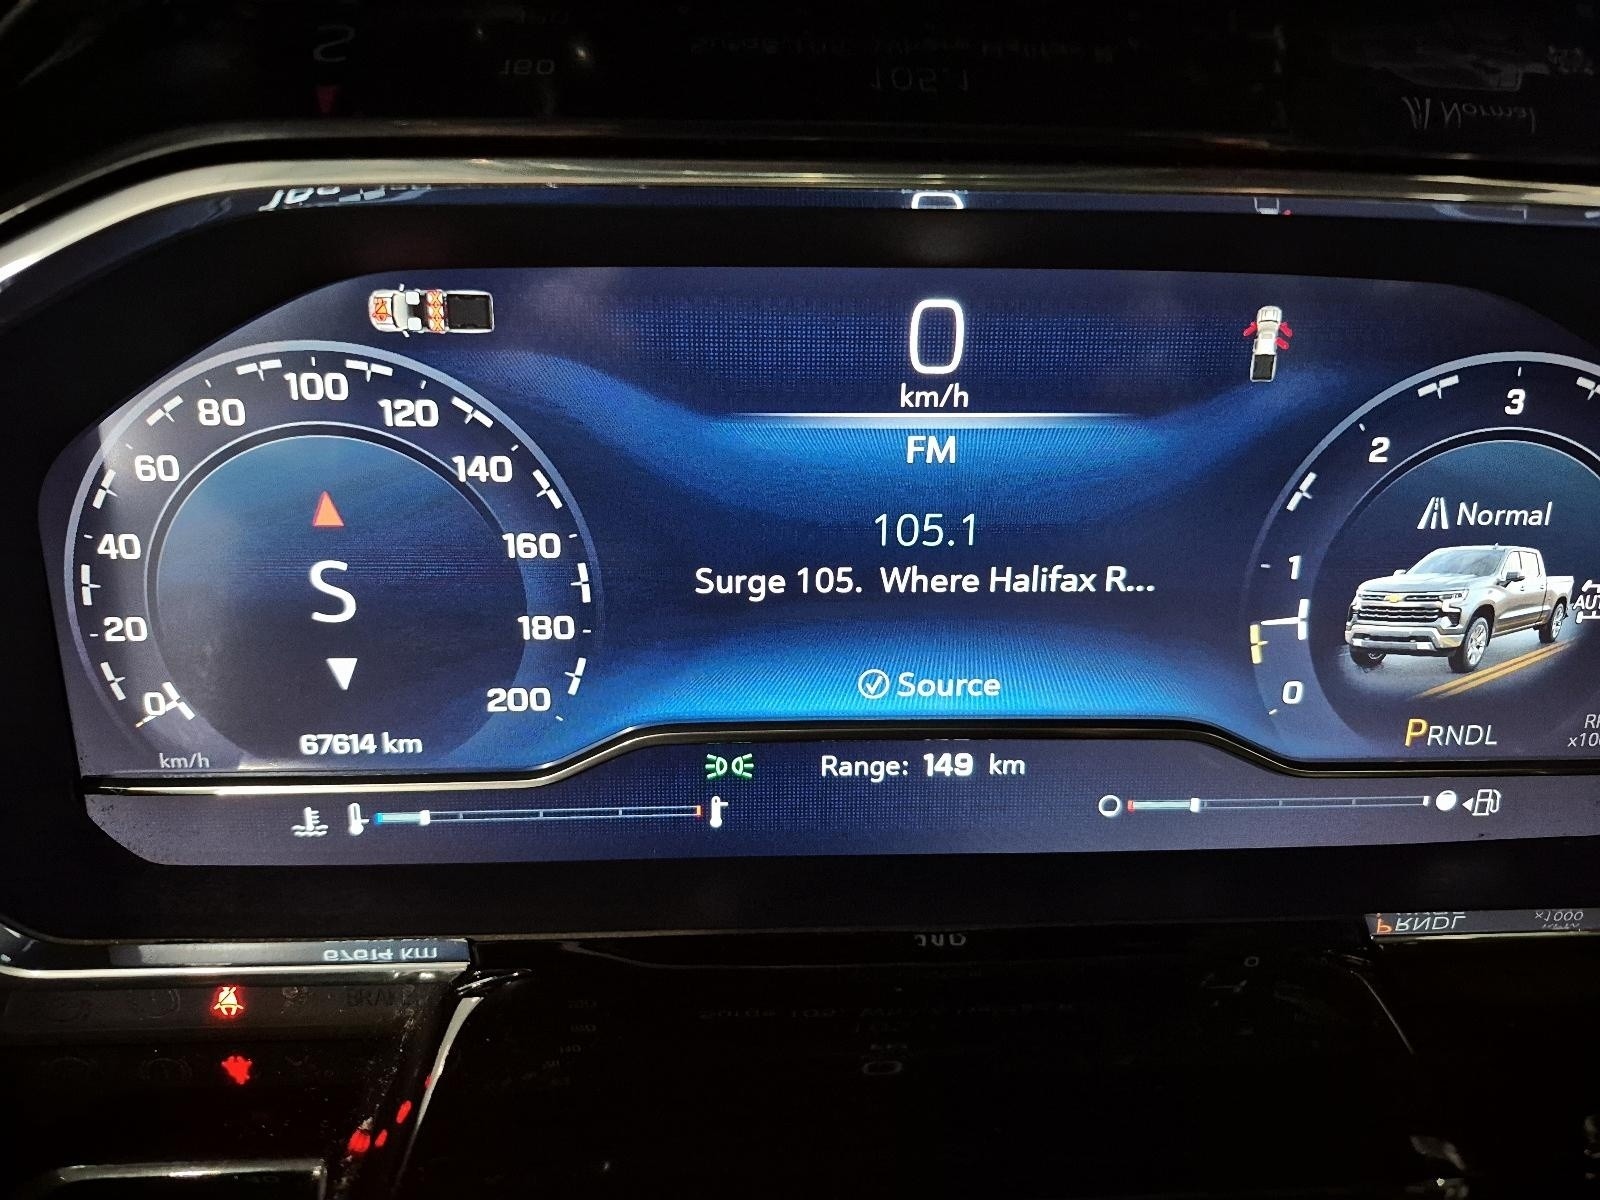 0
km/h
FM
105.1
Surge 105. Where Halifax R...
Source
0
20
40
60
80
100
120
140
160
180
200
km/h
S
67614 km
Range: 149 km
0
1
2
3
Normal
PRNDL
BRAKE